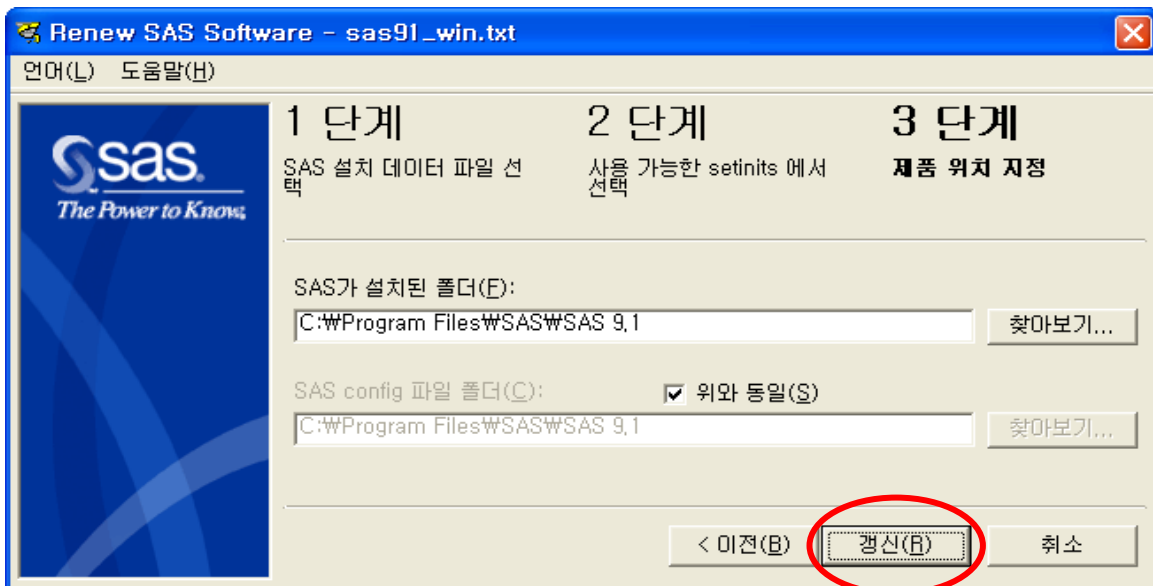 Renew SAS Software - sas91_win.txt
언어(L) 도움말(H)
1 단계 2 단계 3 단계
SAS 설치 데이터 파일 선
택
사용 가능한 setinits 에서
선택
제품 위치 지정
sas.
The Power to Know.
SAS가 설치된 폴더(F):
C:₩Program Files₩SAS₩SAS 9.1
찾아보기...
SAS config 파일 폴더(C): 위와 동일(S)
C:₩Program Files₩SAS₩SAS 9.1
찾아보기...
< 이전(B) 갱신(R) 취소